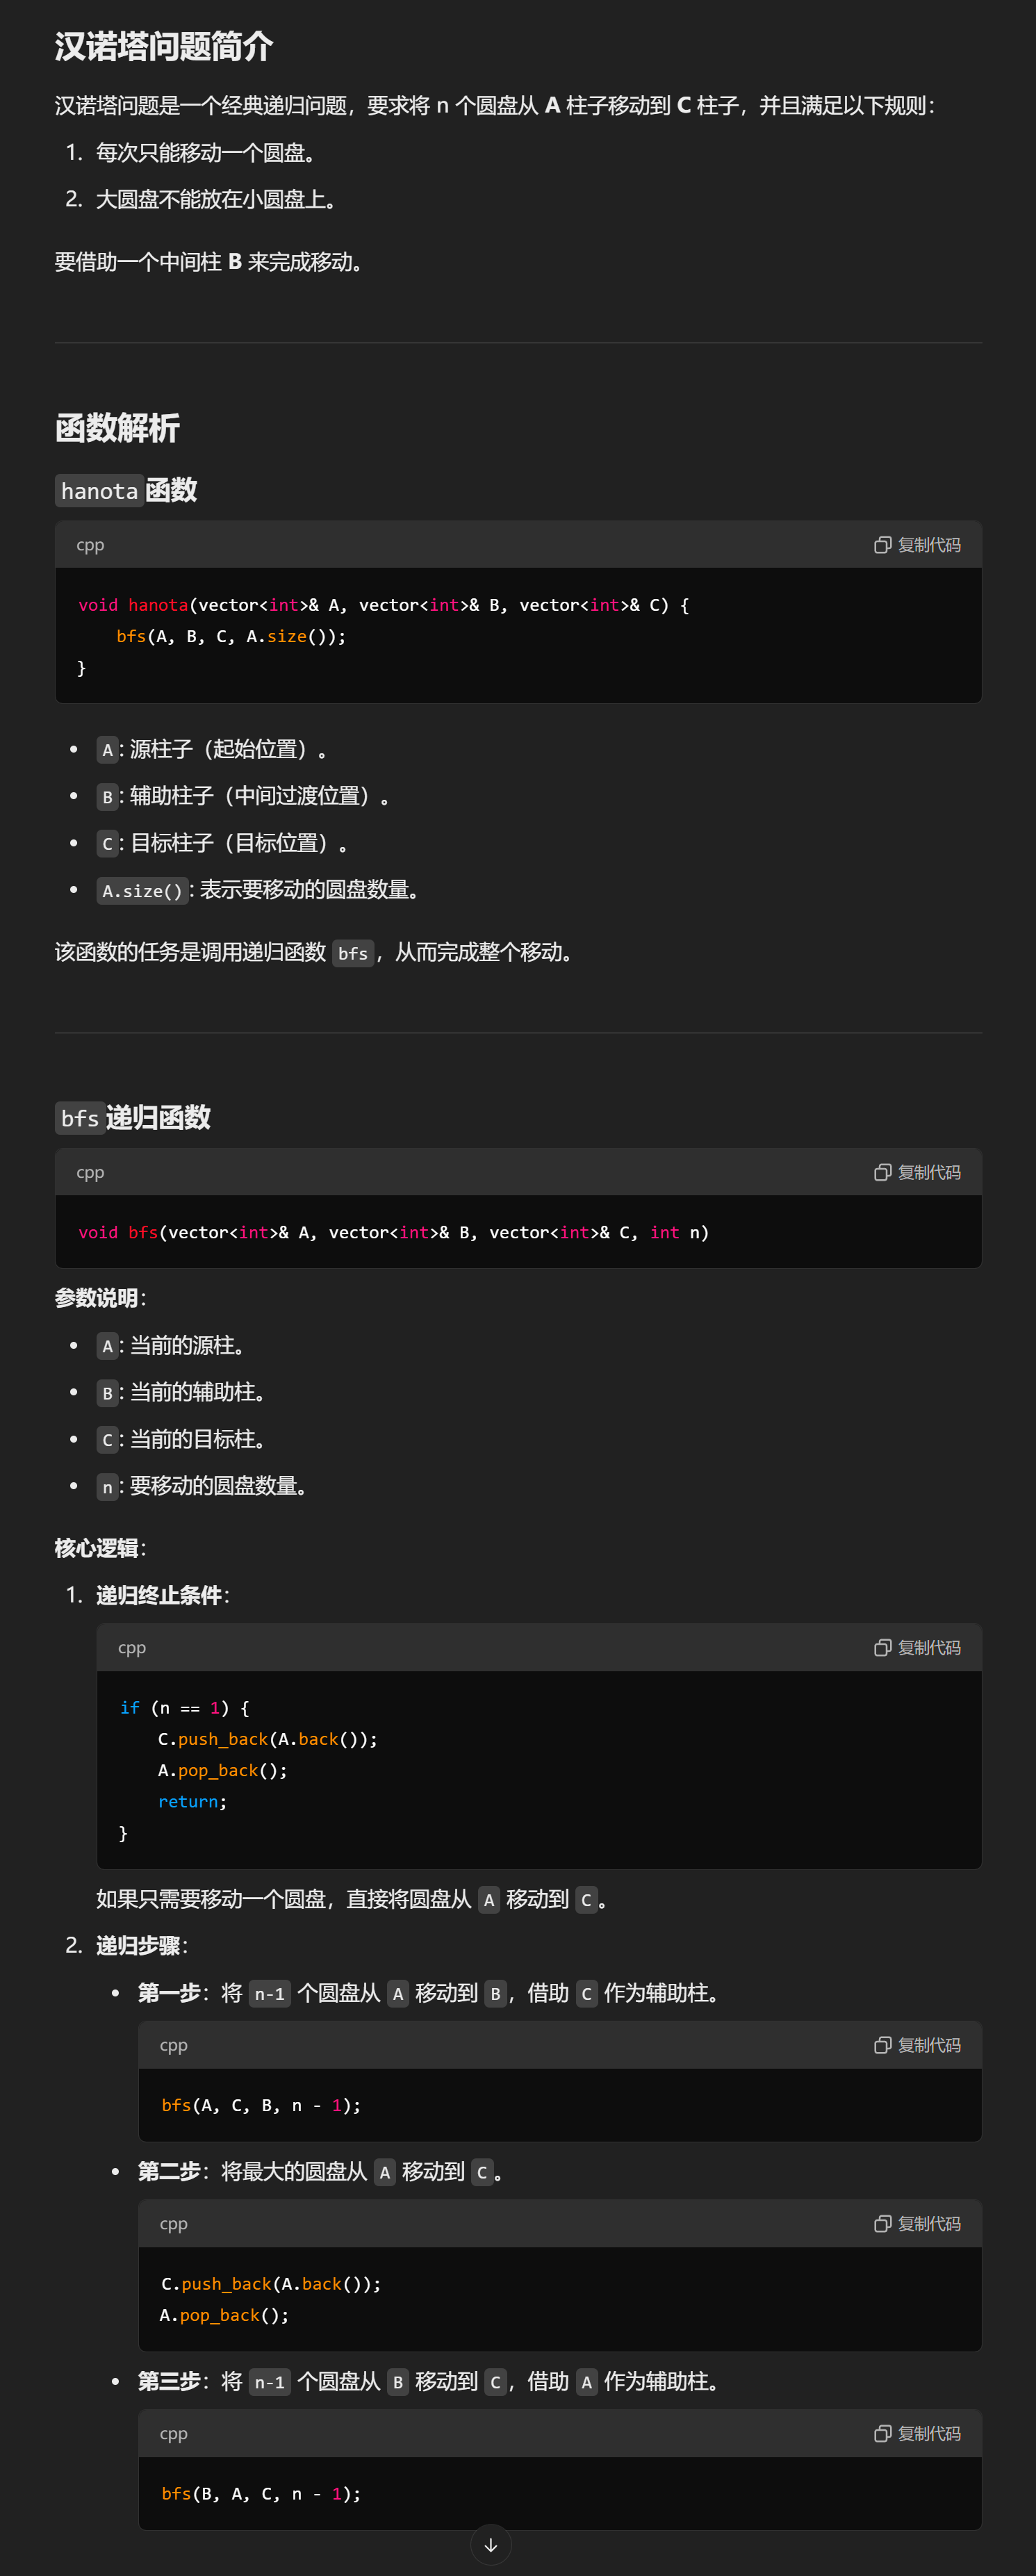 汉诺塔问题简介
汉诺塔问题是一个经典递归问题，要求将 n 个圆盘从 A 柱子移动到 C 柱子，并且满足以下规则：
1. 每次只能移动一个圆盘。
2. 大圆盘不能放在小圆盘上。
要借助一个中间柱 B 来完成移动。
函数解析
hanota函数
cpp 复制代码
void hanota(vector<int>& A, vector<int>& B, vector<int>& C) {
    bfs(A, B, C, A.size());
}
• A: 源柱子（起始位置）。
• B: 辅助柱子（中间过渡位置）。
• C: 目标柱子（目标位置）。
• A.size(): 表示要移动的圆盘数量。
该函数的任务是调用递归函数 bfs，从而完成整个移动。
bfs递归函数
cpp 复制代码
void bfs(vector<int>& A, vector<int>& B, vector<int>& C, int n)
参数说明：
• A: 当前的源柱。
• B: 当前的辅助柱。
• C: 当前的目标柱。
• n: 要移动的圆盘数量。
核心逻辑：
1. 递归终止条件：
cpp 复制代码
if (n == 1) {
    C.push_back(A.back());
    A.pop_back();
    return;
}
如果只需要移动一个圆盘，直接将圆盘从 A 移动到 C。
2. 递归步骤：
• 第一步：将 n-1 个圆盘从 A 移动到 B，借助 C 作为辅助柱。
cpp 复制代码
bfs(A, C, B, n - 1);
• 第二步：将最大的圆盘从 A 移动到 C。
cpp 复制代码
C.push_back(A.back());
A.pop_back();
• 第三步：将 n-1 个圆盘从 B 移动到 C，借助 A 作为辅助柱。
cpp 复制代码
bfs(B, A, C, n - 1);